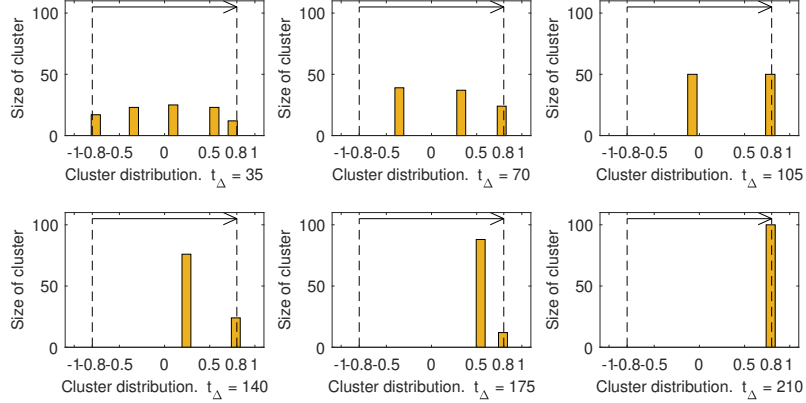 100
50
0
Size of cluster
-1-0.8-0.5 0 0.5 0.8 1
Cluster distribution. t_Δ = 35
100
50
0
Size of cluster
-1-0.8-0.5 0 0.5 0.8 1
Cluster distribution. t_Δ = 70
100
50
0
Size of cluster
-1-0.8-0.5 0 0.5 0.8 1
Cluster distribution. t_Δ = 105
100
50
0
Size of cluster
-1-0.8-0.5 0 0.5 0.8 1
Cluster distribution. t_Δ = 140
100
50
0
Size of cluster
-1-0.8-0.5 0 0.5 0.8 1
Cluster distribution. t_Δ = 175
100
50
0
Size of cluster
-1-0.8-0.5 0 0.5 0.8 1
Cluster distribution. t_Δ = 210